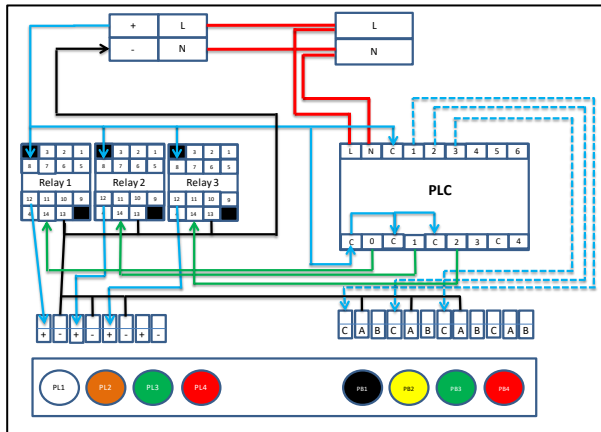 + L
- N
L
N
3 2 1
8 7 6 5
Relay 1
12 11 10 9
14 13
3 2 1
8 7 6 5
Relay 2
12 11 10 9
14 13
3 2 1
8 7 6 5
Relay 3
12 11 10 9
14 13
L N C 1 2 3 4 5 6
PLC
C 0 C 1 C 2 3 C 4
+ - + - + - + -
C A B C A B C A B C A B
PL1 PL2 PL3 PL4
PB1 PB2 PB3 PB4